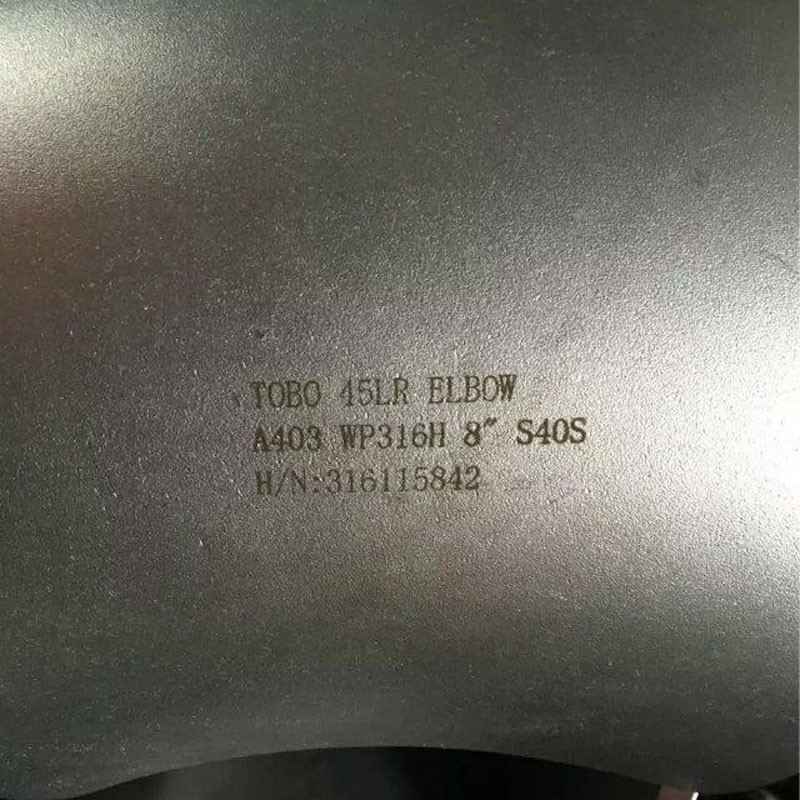 TOBO 45LR ELBOW
A403 WP316H 8″ S40S
H/N:316115842